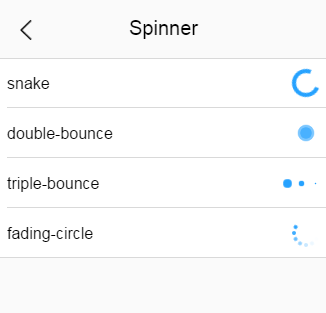 Spinner
snake
double-bounce
triple-bounce
fading-circle